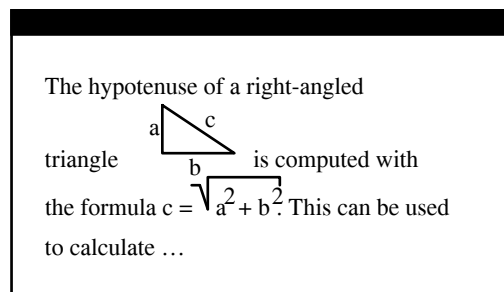 The hypotenuse of a right-angled
a c
triangle b is computed with
the formula c = √a² + b². This can be used
to calculate …